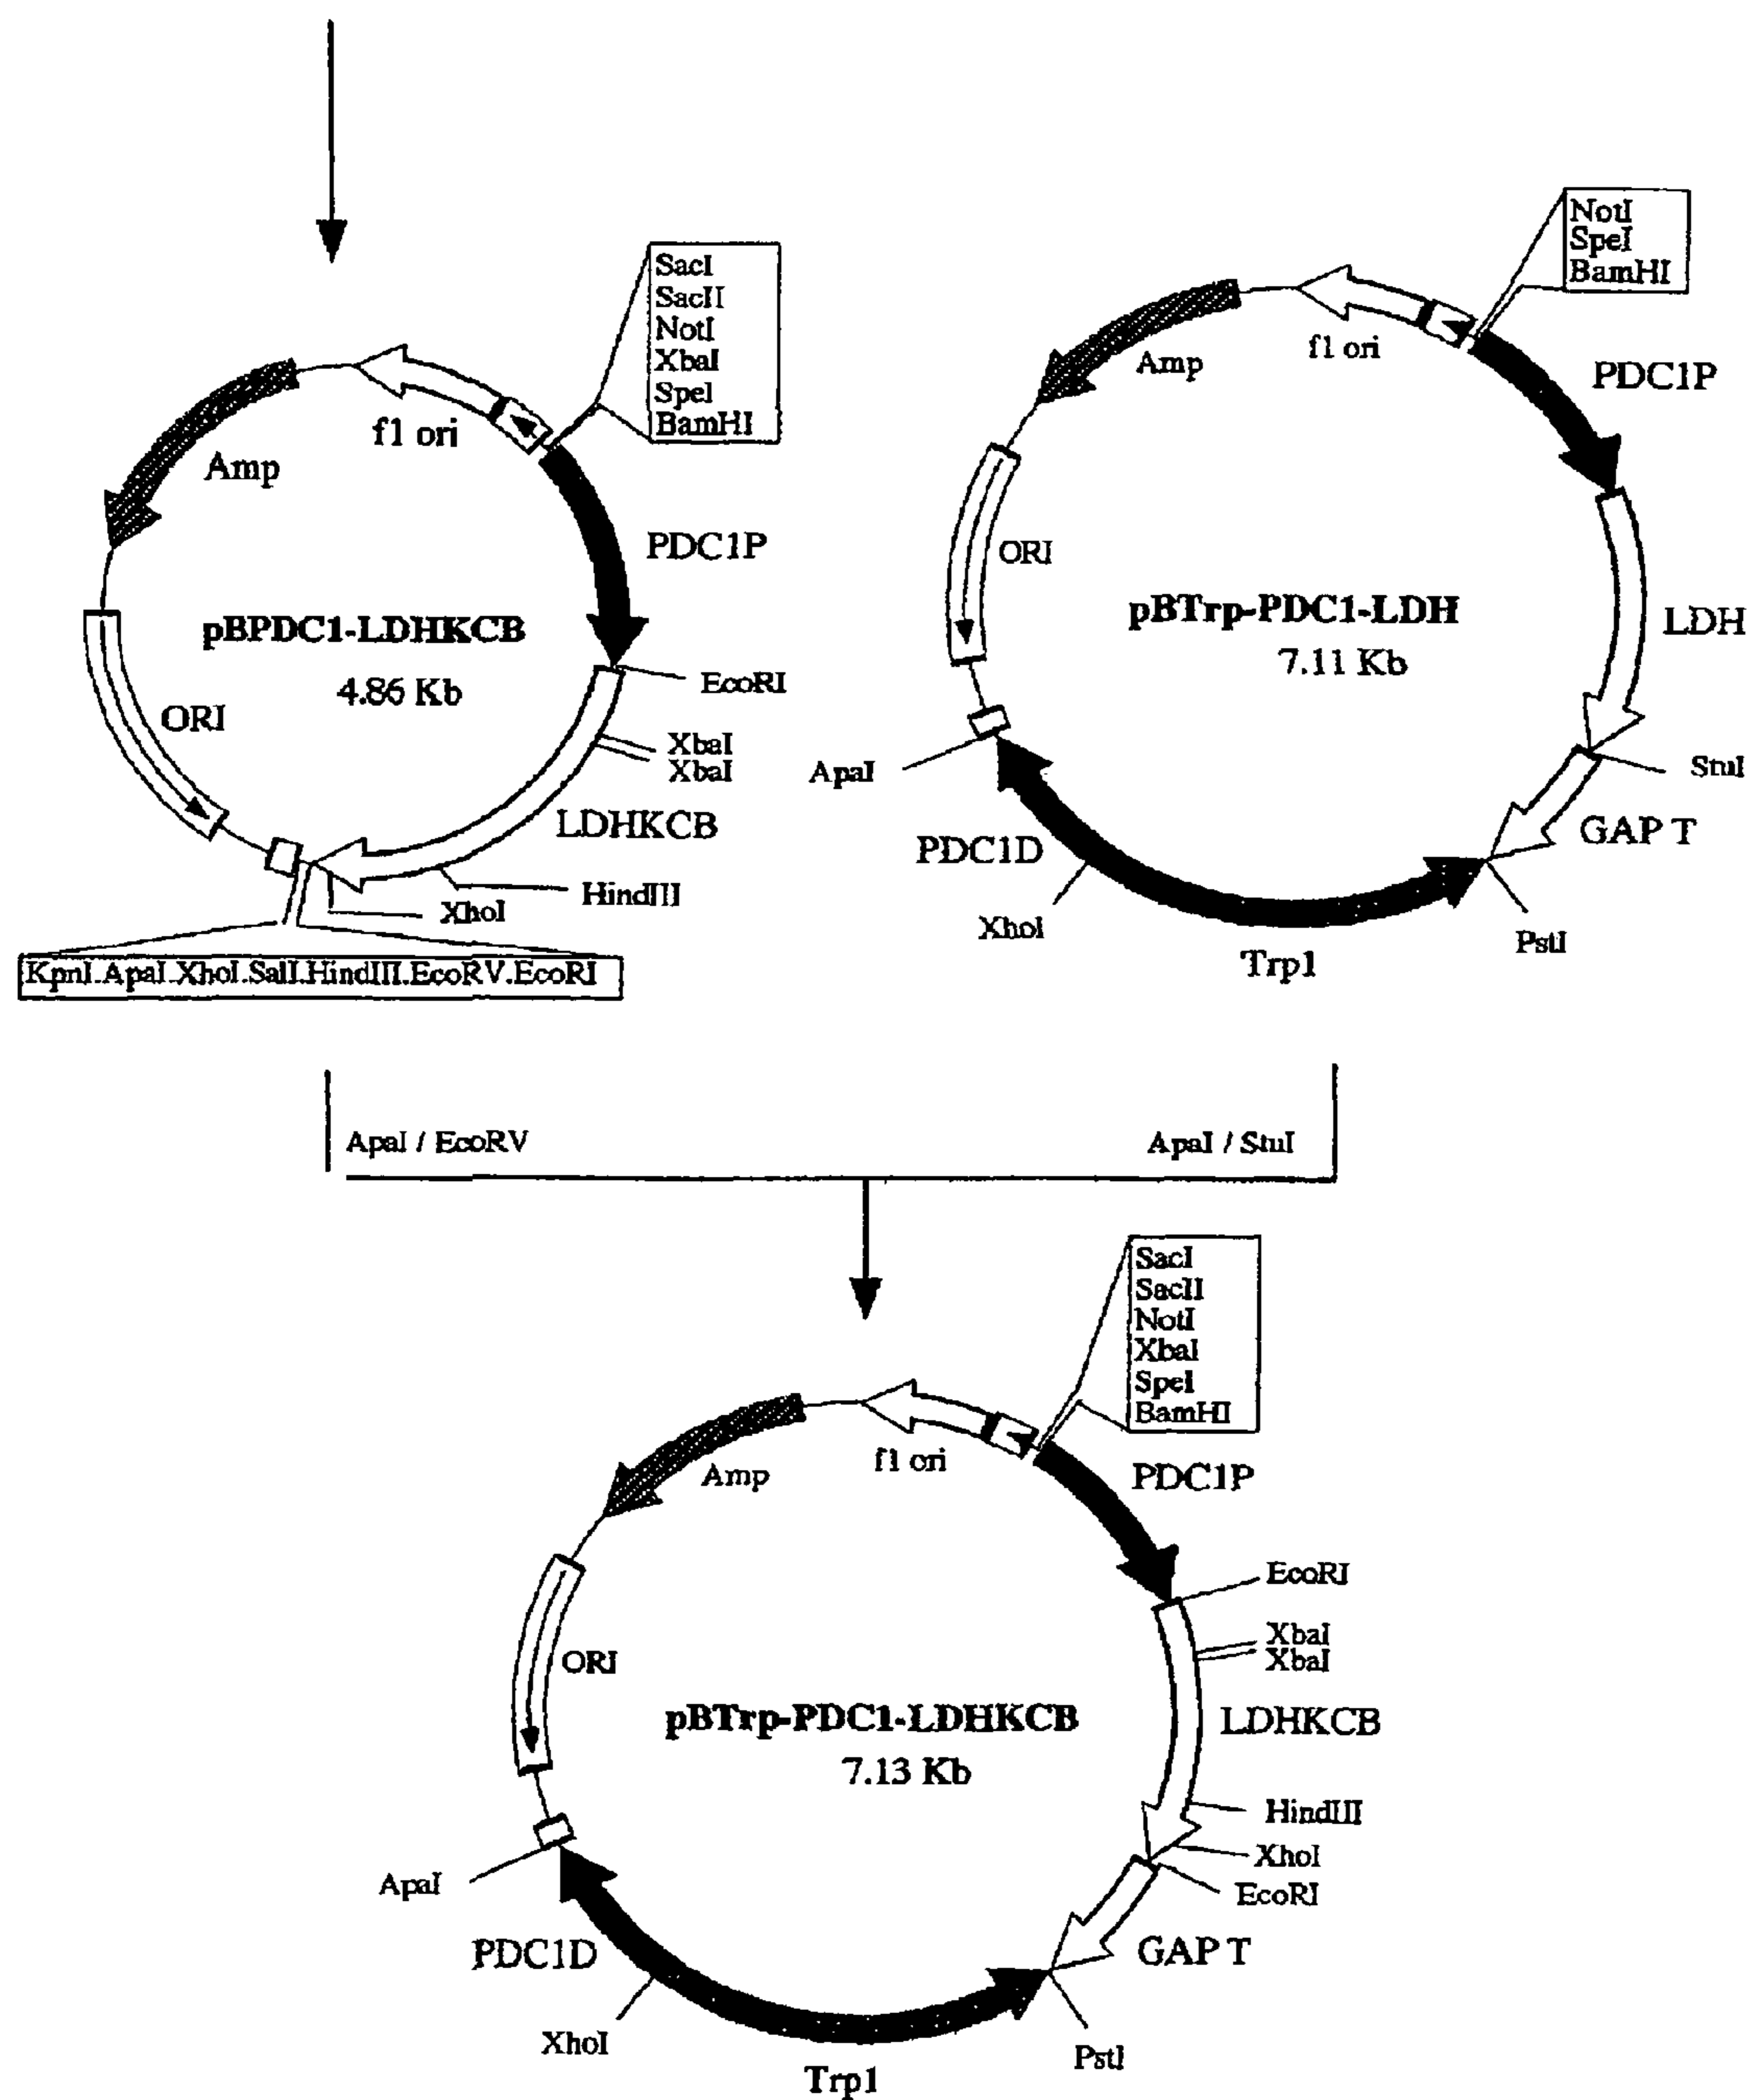 SacI
SacII
NotI
XbaI
SpeI
BamHI
f1 ori
Amp
PDC1P
pBPDC1-LDHKCB
4.86 Kb
EcoRI
ORI
XbaI
XbaI
LDHKCB
HindIII
XhoI
KpnI.ApaI.XhoI.SalI.HindIII.EcoRV.EcoRI
NotI
SpeI
BamHI
f1 ori
Amp
PDC1P
ORI
pBTrp-PDC1-LDH
7.11 Kb
LDH
ApaI
StuI
GAP T
PDC1D
XhoI
PstI
Trp1
ApaI / EcoRV
ApaI / StuI
SacI
SacII
NotI
XbaI
SpeI
BamHI
f1 ori
Amp
PDC1P
EcoRI
XbaI
XbaI
ORI
pBTrp-PDC1-LDHKCB
7.13 Kb
LDHKCB
HindIII
XhoI
EcoRI
ApaI
GAP T
PDC1D
XhoI
PstI
Trp1